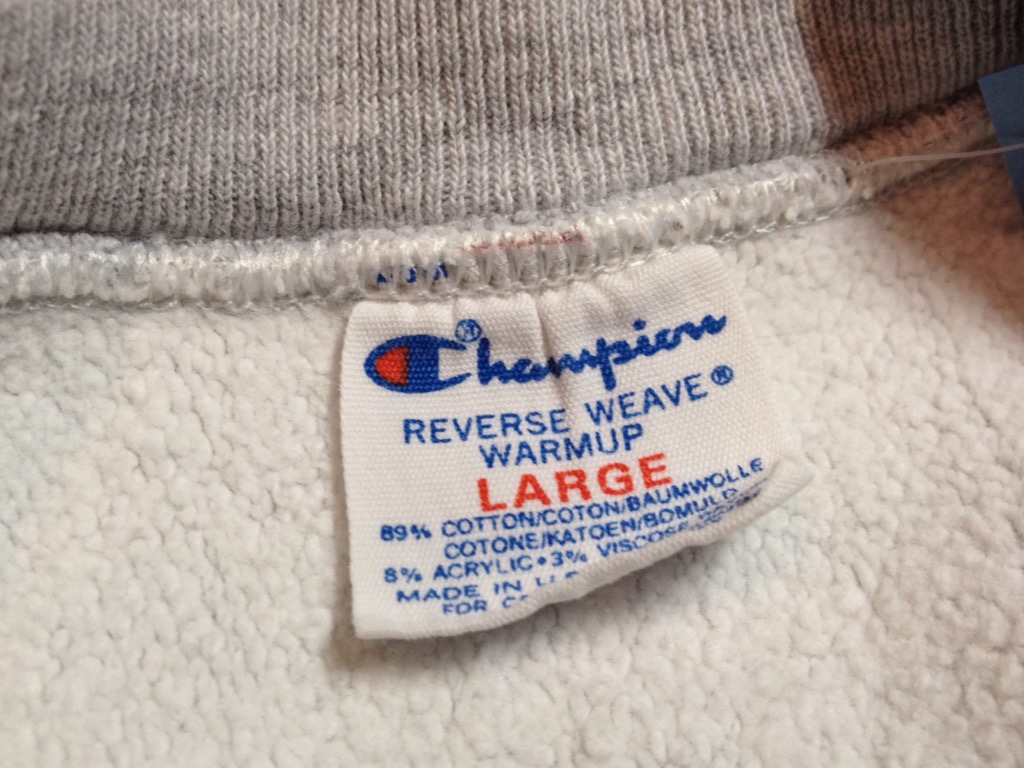 Champion®
REVERSE WEAVE®
WARMUP
LARGE
89% COTTON/COTON/BAUMWOLLE
COTONE/KATOEN/BOMULD
8% ACRYLIC•3% VISCOSE
MADE IN U.S
FOR